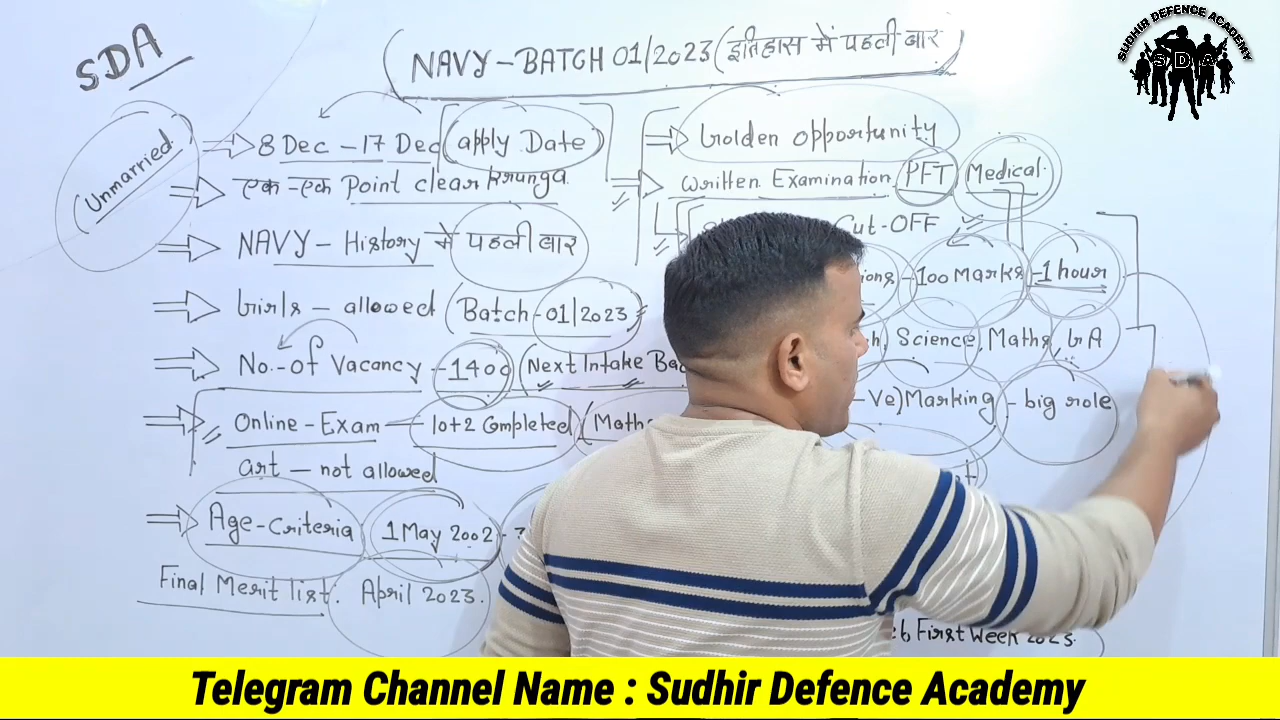 SDA
NAVY - BATCH 01/2023 (इतिहास में पहली बार)
SUDHIR DEFENCE ACADEMY
SDA
Unmarried
8 Dec - 17 Dec apply Date
एक - एक Point clear krunga
NAVY - History में पहली बार
Girls - allowed (Batch - 01/2023)
No. - of Vacancy - 1400 (Next Intake
Online - Exam - 10+2 Completed (Maths
art - not allowed
Age - Criteria 1 May 2002 -
Final Merit list. April 2023.
Golden opportunity
written Examination PFT Medical.
Cut-OFF
- 100 Marks - 1 hour
, Science, Maths, GA
-Ve) Marking - big role
First Week 2023.
Telegram Channel Name : Sudhir Defence Academy